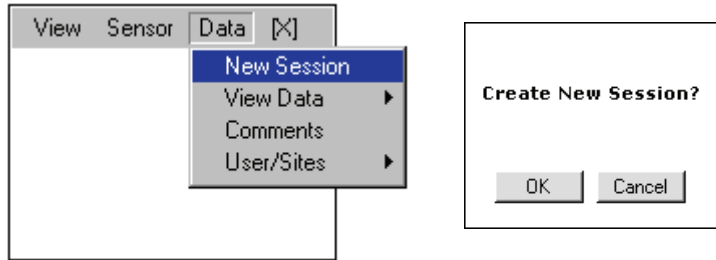 View Sensor Data [X]
New Session
View Data
Comments
User/Sites
Create New Session?
OK Cancel